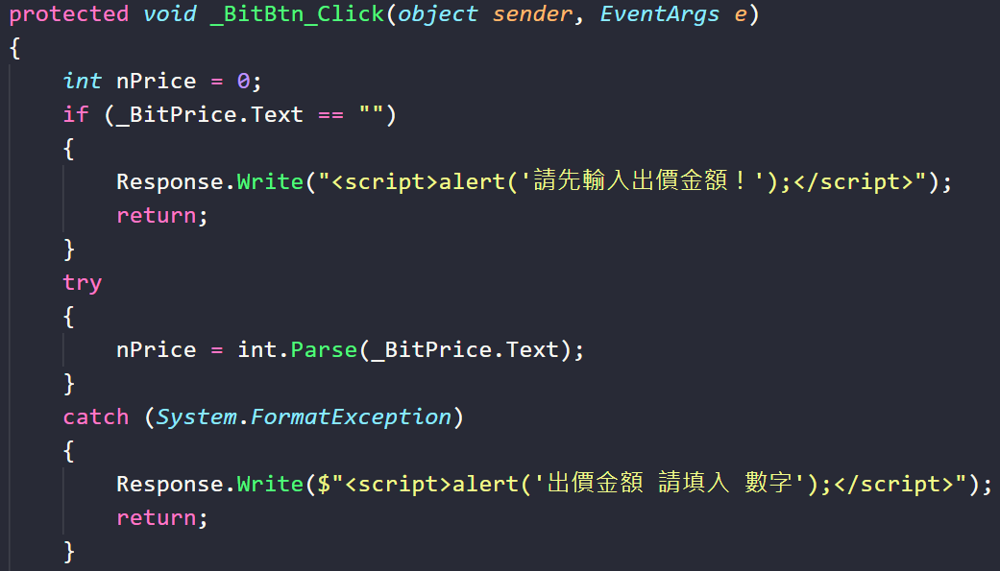 protected void _BitBtn_Click(object sender, EventArgs e)
{
    int nPrice = 0;
    if (_BitPrice.Text == "")
    {
        Response.Write("<script>alert('請先輸入出價金額！');</script>");
        return;
    }
    try
    {
        nPrice = int.Parse(_BitPrice.Text);
    }
    catch (System.FormatException)
    {
        Response.Write($"<script>alert('出價金額 請填入 數字');</script>");
        return;
    }